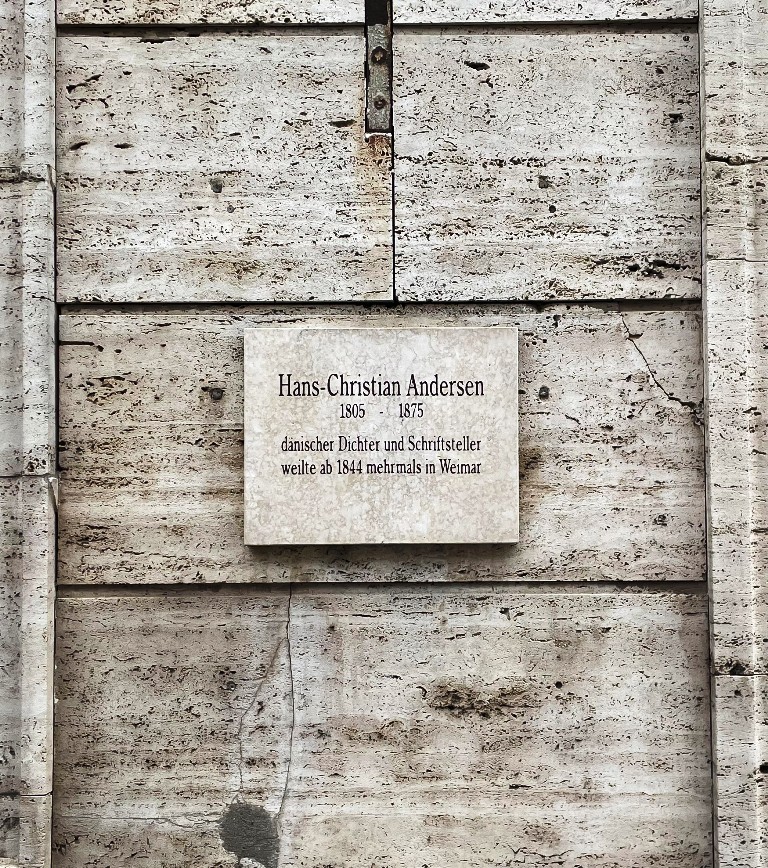 Hans-Christian Andersen
1805 - 1875
dänischer Dichter und Schriftsteller
weilte ab 1844 mehrmals in Weimar